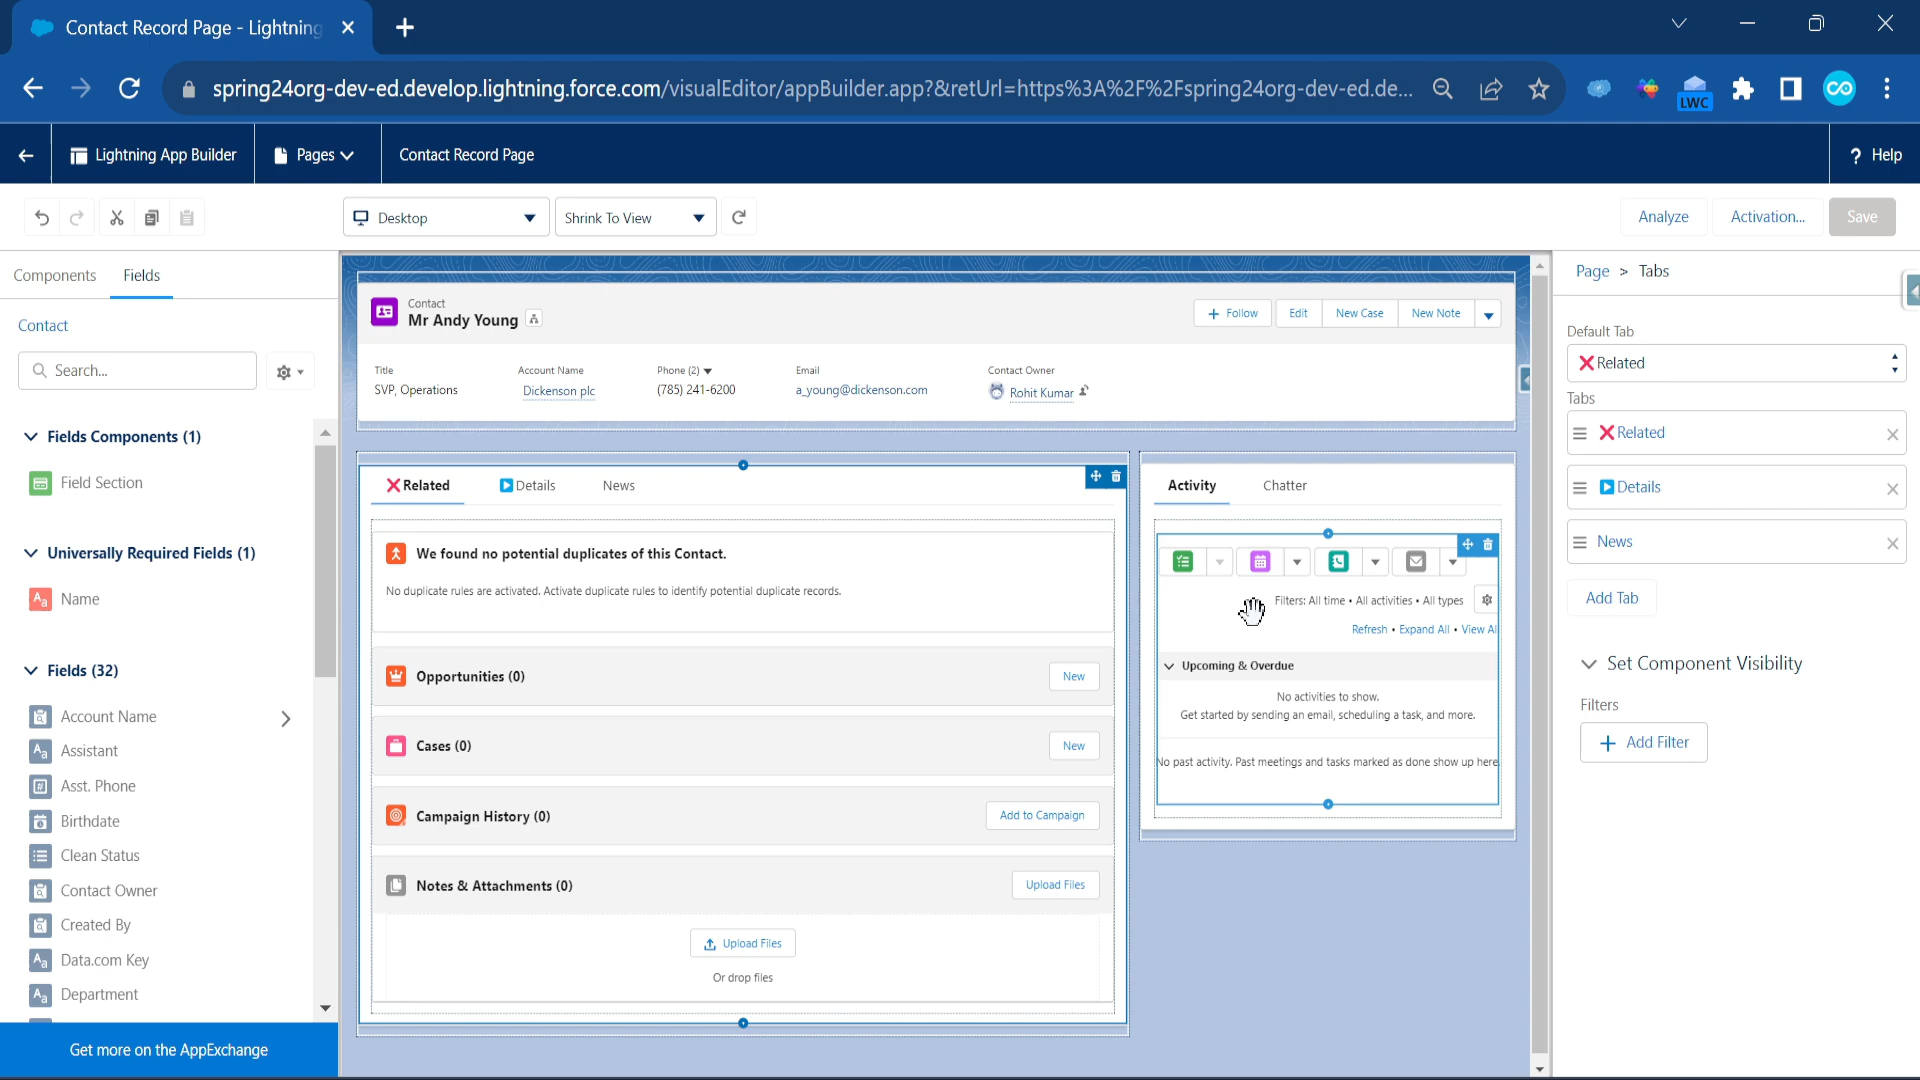 Contact Record Page - Lightning
spring24org-dev-ed.develop.lightning.force.com/visualEditor/appBuilder.app?&retUrl=https%3A%2F%2Fspring24org-dev-ed.de...
LWC
Lightning App Builder
Pages
Contact Record Page
? Help
Desktop
Shrink To View
Analyze
Activation...
Save
Components
Fields
Contact
Search...
Fields Components (1)
Field Section
Universally Required Fields (1)
Aa Name
Fields (32)
Account Name
Aa Assistant
# Asst. Phone
Birthdate
Clean Status
Contact Owner
Created By
Aa Data.com Key
Aa Department
Get more on the AppExchange
Contact
Mr Andy Young
+ Follow
Edit
New Case
New Note
Title
SVP, Operations
Account Name
Dickenson plc
Phone (2)
(785) 241-6200
Email
a_young@dickenson.com
Contact Owner
Rohit Kumar
❌Related
▶️Details
News
We found no potential duplicates of this Contact.
No duplicate rules are activated. Activate duplicate rules to identify potential duplicate records.
Opportunities (0)
New
Cases (0)
New
Campaign History (0)
Add to Campaign
Notes & Attachments (0)
Upload Files
Upload Files
Or drop files
Activity
Chatter
Filters: All time • All activities • All types
Refresh • Expand All • View Al
Upcoming & Overdue
No activities to show.
Get started by sending an email, scheduling a task, and more.
No past activity. Past meetings and tasks marked as done show up here.
Page > Tabs
Default Tab
❌Related
Tabs
❌Related
▶️Details
News
Add Tab
Set Component Visibility
Filters
+ Add Filter